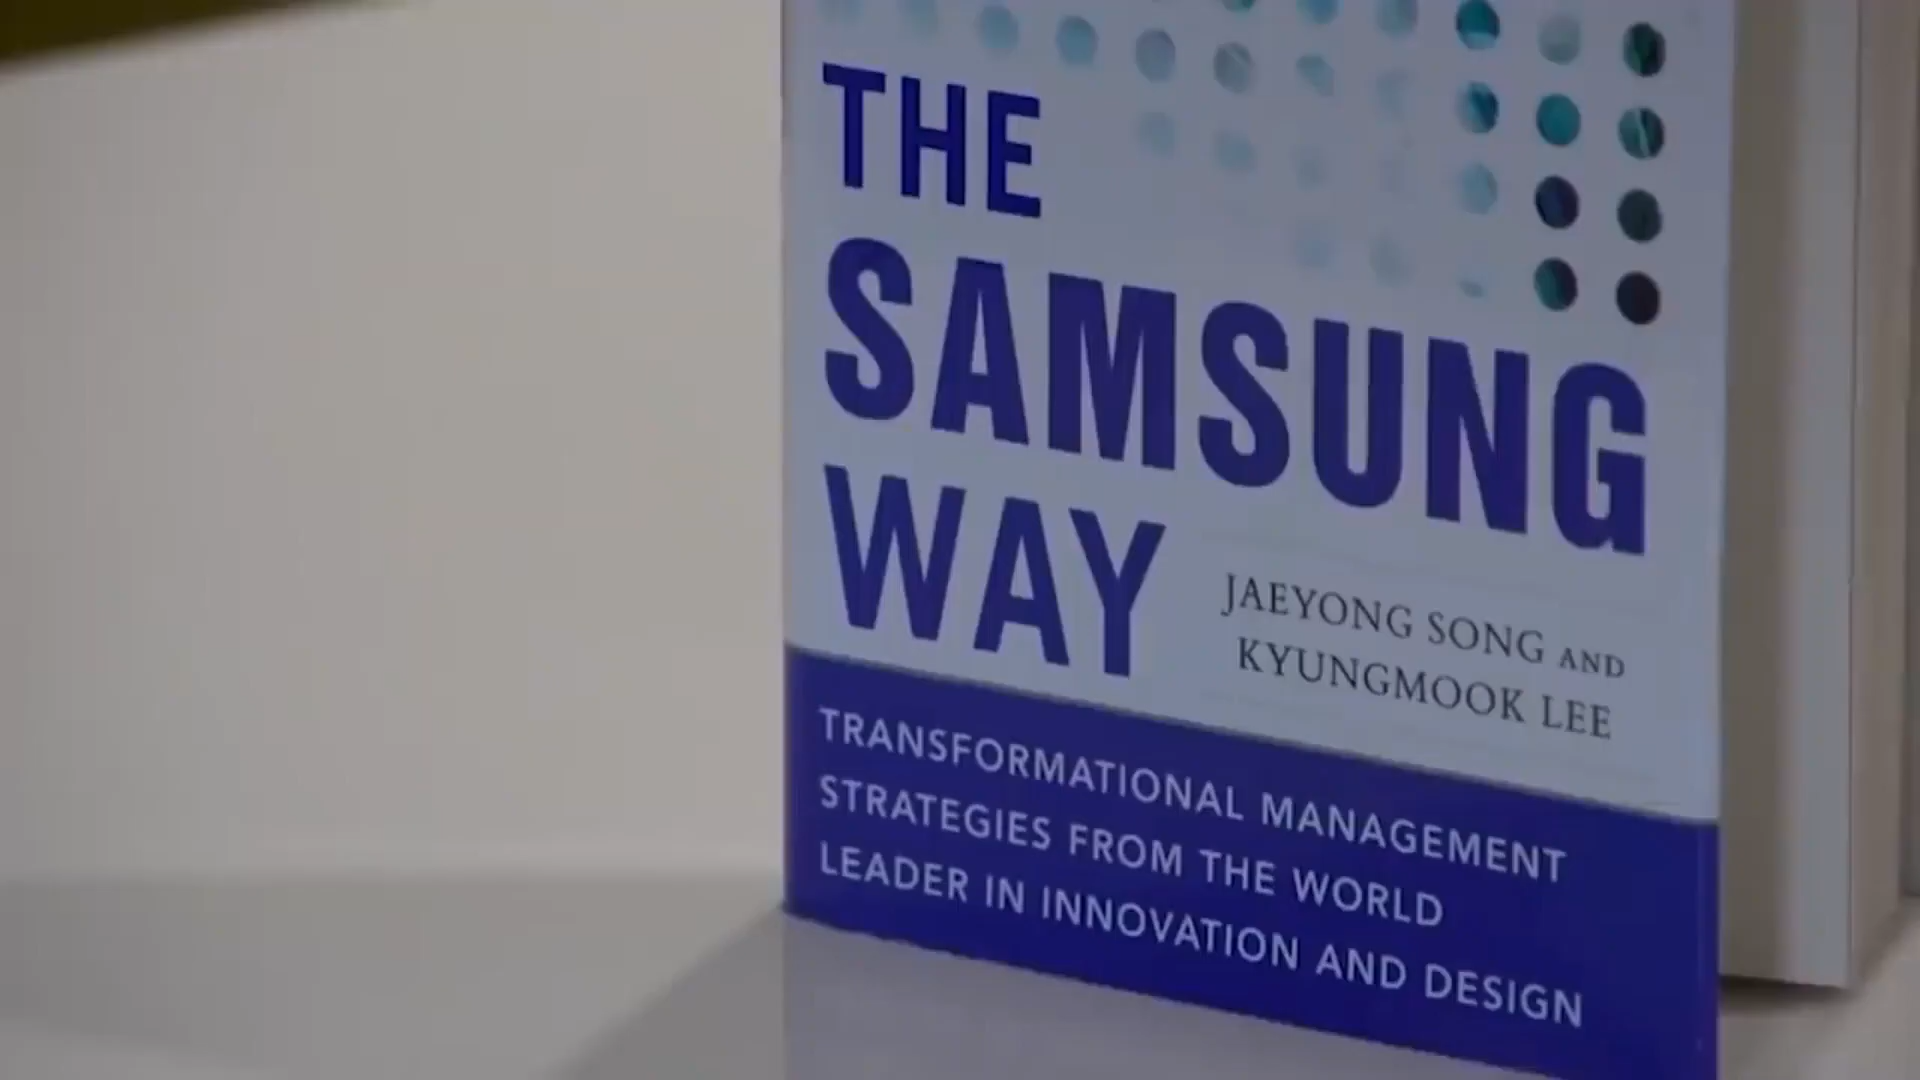 THE
SAMSUNG
WAY
JAEYONG SONG AND
KYUNGMOOK LEE
TRANSFORMATIONAL MANAGEMENT
STRATEGIES FROM THE WORLD
LEADER IN INNOVATION AND DESIGN